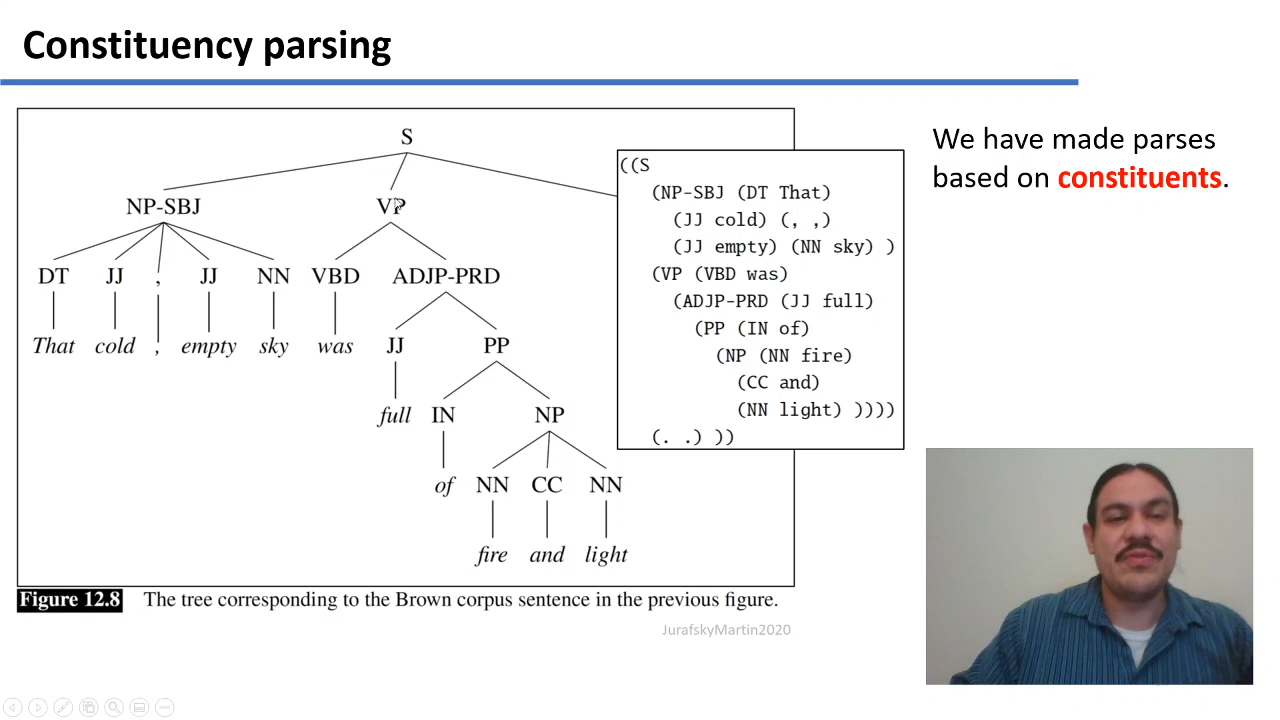 Constituency parsing
S
NP-SBJ VP
DT JJ , JJ NN VBD ADJP-PRD
That cold , empty sky was JJ PP
full IN NP
of NN CC NN
fire and light
((S
(NP-SBJ (DT That)
(JJ cold) (, ,)
(JJ empty) (NN sky) )
(VP (VBD was)
(ADJP-PRD (JJ full)
(PP (IN of)
(NP (NN fire)
(CC and)
(NN light) ))))
(. .) ))
Figure 12.8 The tree corresponding to the Brown corpus sentence in the previous figure.
JurafskyMartin2020
We have made parses
based on constituents.